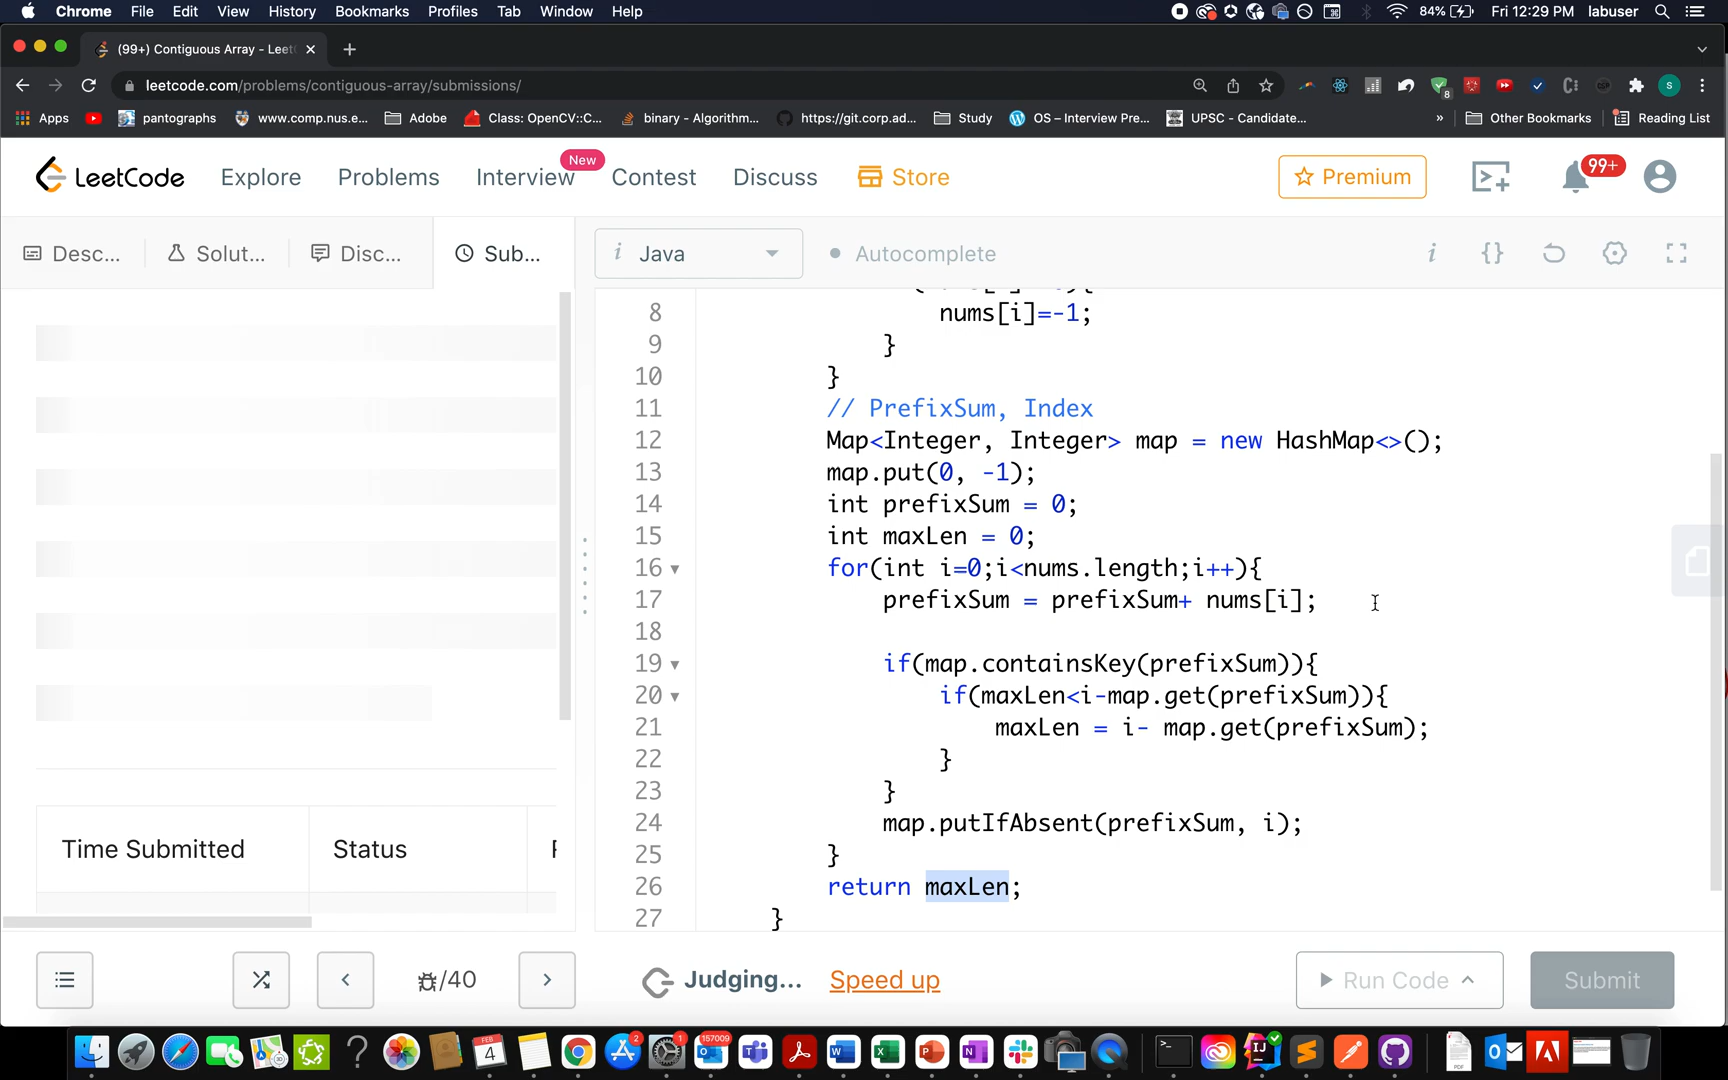 Chrome File Edit View History Bookmarks Profiles Tab Window Help 84% Fri 12:29 PM labuser
(99+) Contiguous Array - Leet
leetcode.com/problems/contiguous-array/submissions/
8
Apps pantographs www.comp.nus.e... Adobe Class: OpenCV::C... binary - Algorithm... https://git.corp.ad... Study OS – Interview Pre... UPSC - Candidate... » Other Bookmarks Reading List
LeetCode Explore Problems Interview New Contest Discuss Store Premium 99+
Desc... Solut... Disc... Sub... i Java Autocomplete i {}
8 nums[i]=-1;
9 }
10 }
11 // PrefixSum, Index
12 Map<Integer, Integer> map = new HashMap<>();
13 map.put(0, -1);
14 int prefixSum = 0;
15 int maxLen = 0;
16 for(int i=0;i<nums.length;i++){
17 prefixSum = prefixSum+ nums[i];
18
19 if(map.containsKey(prefixSum)){
20 if(maxLen<i-map.get(prefixSum)){
21 maxLen = i- map.get(prefixSum);
22 }
23 }
24 map.putIfAbsent(prefixSum, i);
25 }
26 return maxLen;
27 }
Time Submitted Status
/40 Judging... Speed up Run Code Submit
FEB 4 2 1 157009